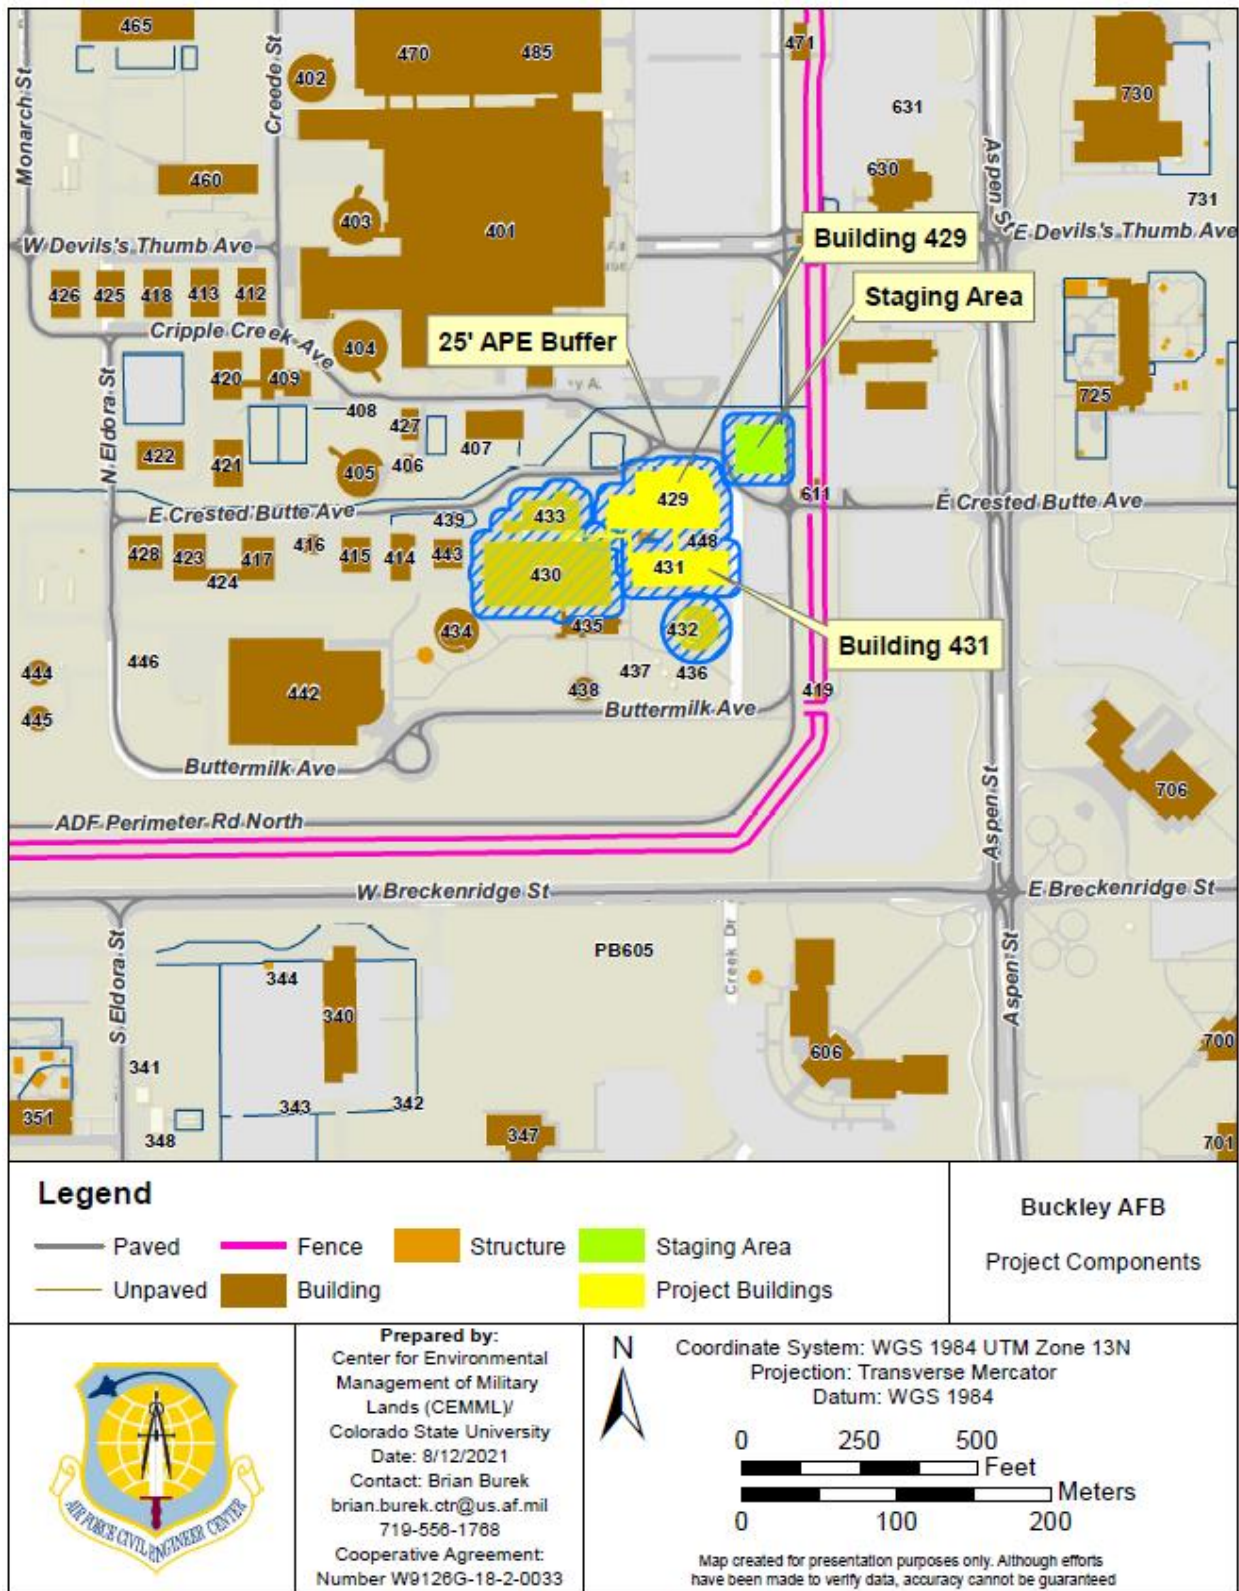 465
470
485
471
402
730
631
Monarch St
Creede St
Aspen St
630
460
731
403
401
Building 429
W Devils's Thumb Ave
E Devils's Thumb Ave
426
425
418
413
412
Staging Area
25' APE Buffer
Cripple Creek Ave
404
N Eldora St
420
409
725
408
427
407
422
421
405
406
429
611
E Crested Butte Ave
E Crested Butte Ave
439
433
448
428
423
417
416
415
414
443
430
431
424
434
435
432
Building 431
446
437
436
444
442
438
419
445
Buttermilk Ave
Buttermilk Ave
Aspen St
706
ADF Perimeter Rd North
W Breckenridge St
E Breckenridge St
PB605
Creek Dr
S Eldora St
Aspen St
344
340
606
700
341
351
343
342
348
347
701
Legend
Paved
Fence
Structure
Staging Area
Unpaved
Building
Project Buildings
Buckley AFB
Project Components
AIR FORCE CIVIL ENGINEER CENTER
Prepared by:
Center for Environmental
Management of Military
Lands (CEMML)/
Colorado State University
Date: 8/12/2021
Contact: Brian Burek
brian.burek.ctr@us.af.mil
719-556-1768
Cooperative Agreement:
Number W9126G-18-2-0033
N
Coordinate System: WGS 1984 UTM Zone 13N
Projection: Transverse Mercator
Datum: WGS 1984
0 250 500
Feet
Meters
0 100 200
Map created for presentation purposes only. Although efforts
have been made to verify data, accuracy cannot be guaranteed